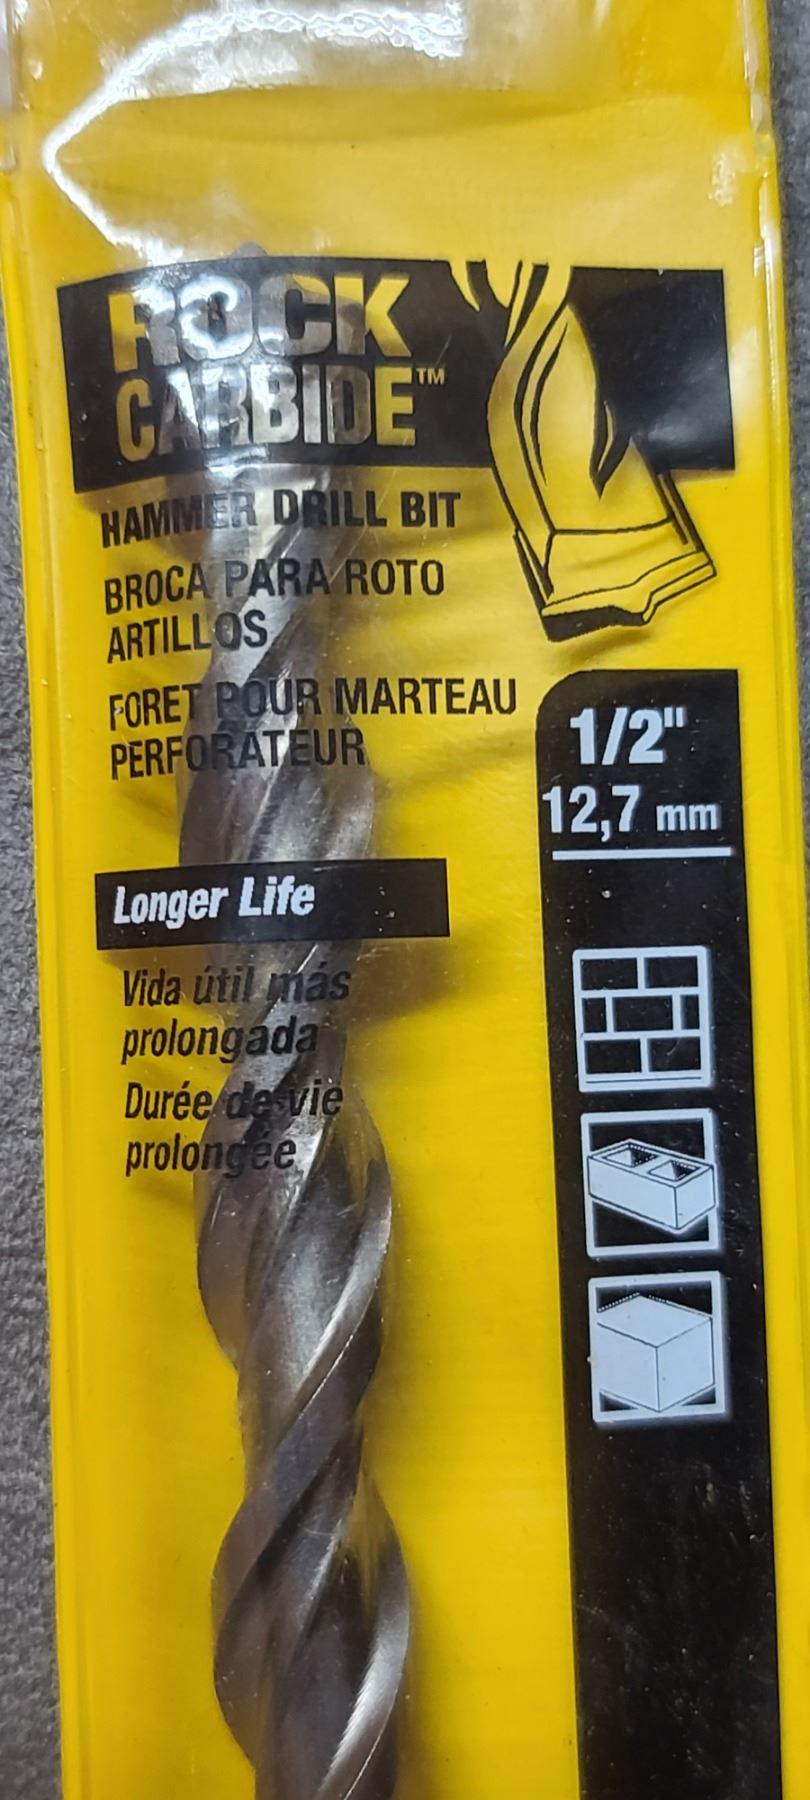 ROCK
CARBIDE™
HAMMER DRILL BIT
BROCA PARA ROTO
ARTILLOS
FORET POUR MARTEAU
PERFORATEUR
1/2"
12,7 mm
Longer Life
Vida útil más
prolongada
Durée de vie
prolongée